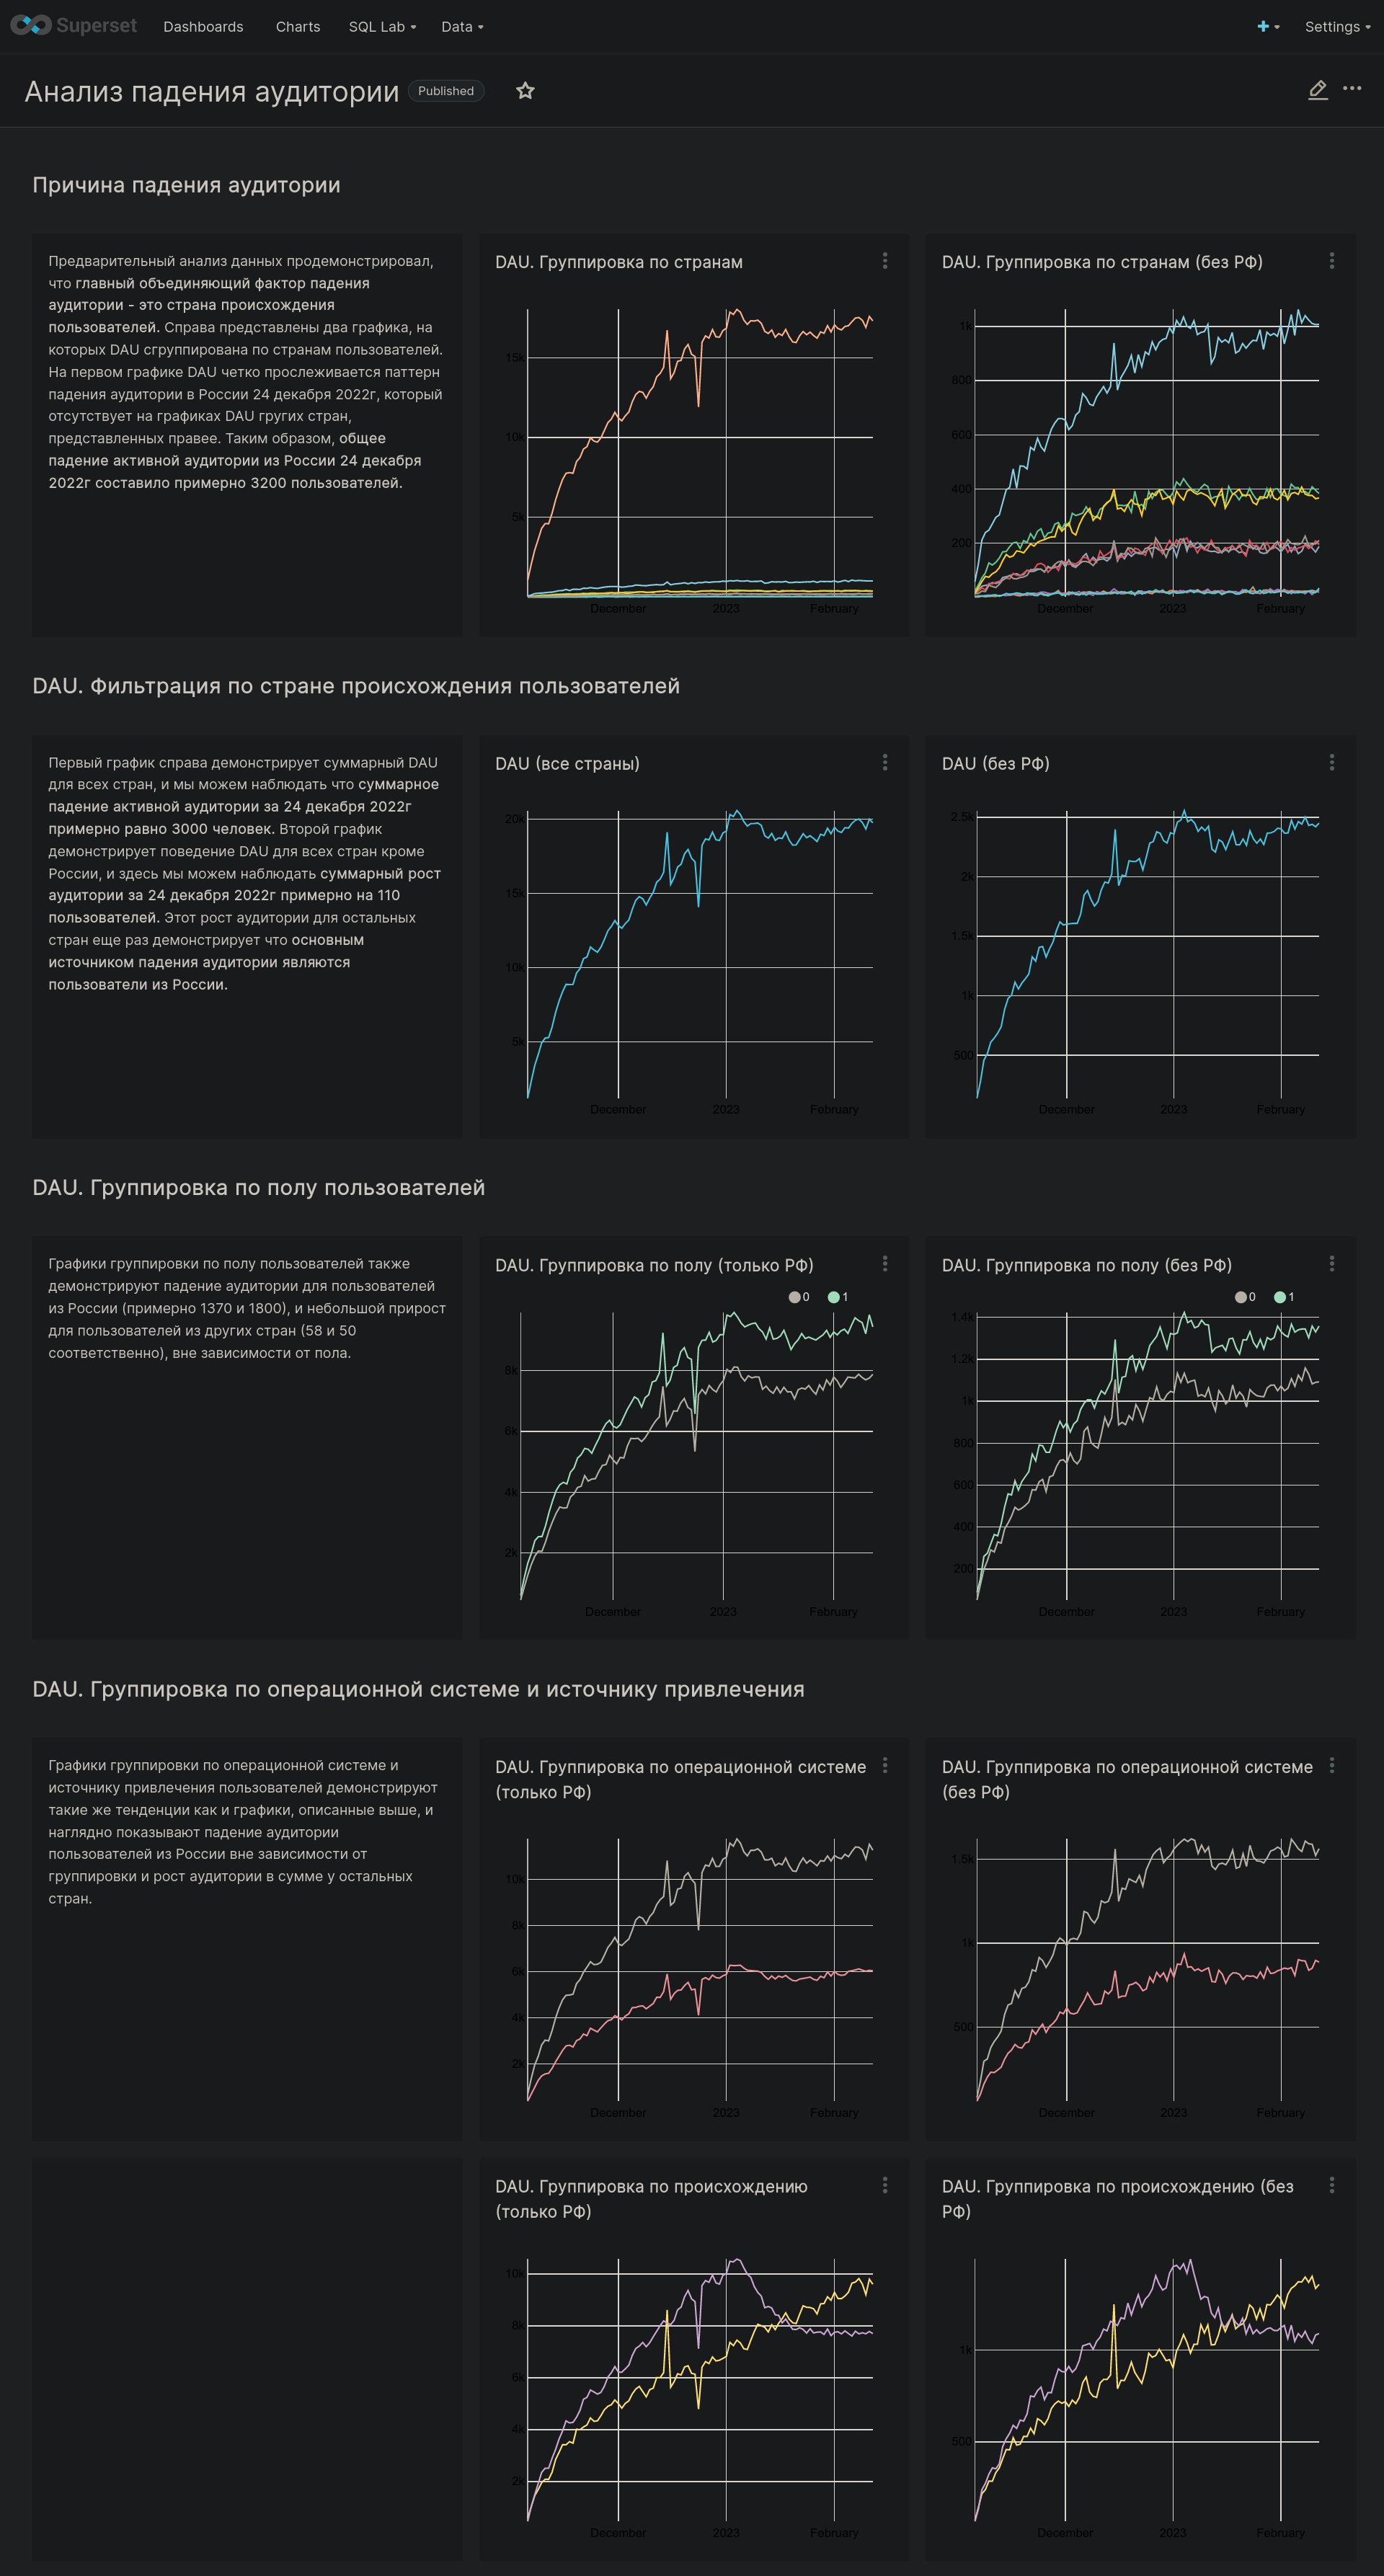 Superset Dashboards Charts SQL Lab Data Settings
Анализ падения аудитории Published
Причина падения аудитории
Предварительный анализ данных продемонстрировал,
что главный объединяющий фактор падения
аудитории - это страна происхождения
пользователей. Справа представлены два графика, на
которых DAU сгруппирована по странам пользователей.
На первом графике DAU четко прослеживается паттерн
падения аудитории в России 24 декабря 2022г, который
отсутствует на графиках DAU гругих стран,
представленных правее. Таким образом, общее
падение активной аудитории из России 24 декабря
2022г составило примерно 3200 пользователей.
DAU. Группировка по странам
15k
10k
5k
December 2023 February
DAU. Группировка по странам (без РФ)
1k
800
600
400
200
December 2023 February
DAU. Фильтрация по стране происхождения пользователей
Первый график справа демонстрирует суммарный DAU
для всех стран, и мы можем наблюдать что суммарное
падение активной аудитории за 24 декабря 2022г
примерно равно 3000 человек. Второй график
демонстрирует поведение DAU для всех стран кроме
России, и здесь мы можем наблюдать суммарный рост
аудитории за 24 декабря 2022г примерно на 110
пользователей. Этот рост аудитории для остальных
стран еще раз демонстрирует что основным
источником падения аудитории являются
пользователи из России.
DAU (все страны)
20k
15k
10k
5k
December 2023 February
DAU (без РФ)
2.5k
2k
1.5k
1k
500
December 2023 February
DAU. Группировка по полу пользователей
Графики группировки по полу пользователей также
демонстрируют падение аудитории для пользователей
из России (примерно 1370 и 1800), и небольшой прирост
для пользователей из других стран (58 и 50
соответственно), вне зависимости от пола.
DAU. Группировка по полу (только РФ)
0 1
8k
6k
4k
2k
December 2023 February
DAU. Группировка по полу (без РФ)
0 1
1.4k
1.2k
1k
800
600
400
200
December 2023 February
DAU. Группировка по операционной системе и источнику привлечения
Графики группировки по операционной системе и
источнику привлечения пользователей демонстрируют
такие же тенденции как и графики, описанные выше, и
наглядно показывают падение аудитории
пользователей из России вне зависимости от
группировки и рост аудитории в сумме у остальных
стран.
DAU. Группировка по операционной системе
(только РФ)
10k
8k
6k
4k
2k
December 2023 February
DAU. Группировка по операционной системе
(без РФ)
1.5k
1k
500
December 2023 February
DAU. Группировка по происхождению
(только РФ)
10k
8k
6k
4k
2k
December 2023 February
DAU. Группировка по происхождению (без
РФ)
1k
500
December 2023 February